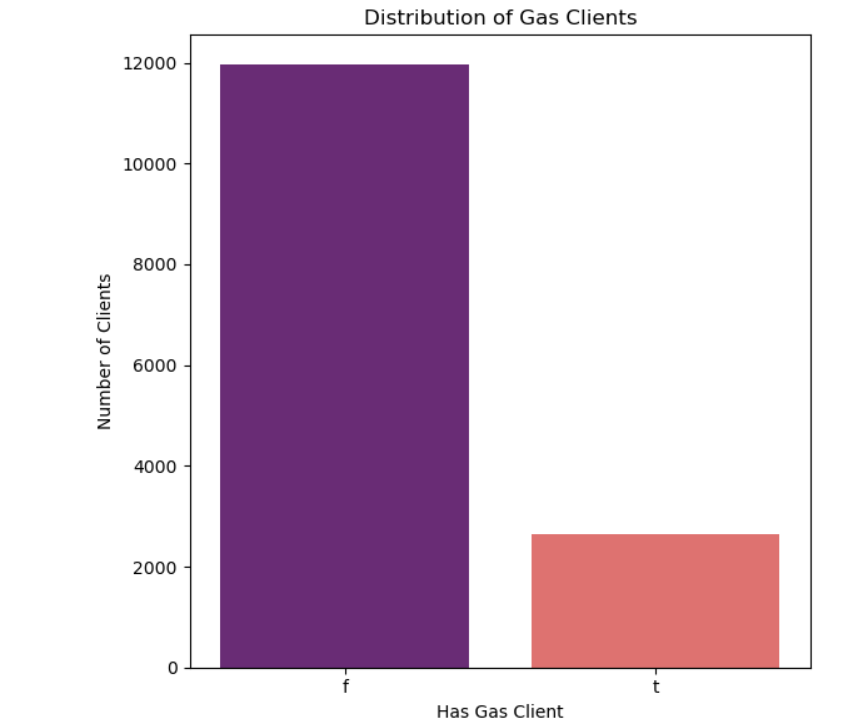 Distribution of Gas Clients
12000
10000
8000
6000
4000
2000
0
Number of Clients
f
t
Has Gas Client